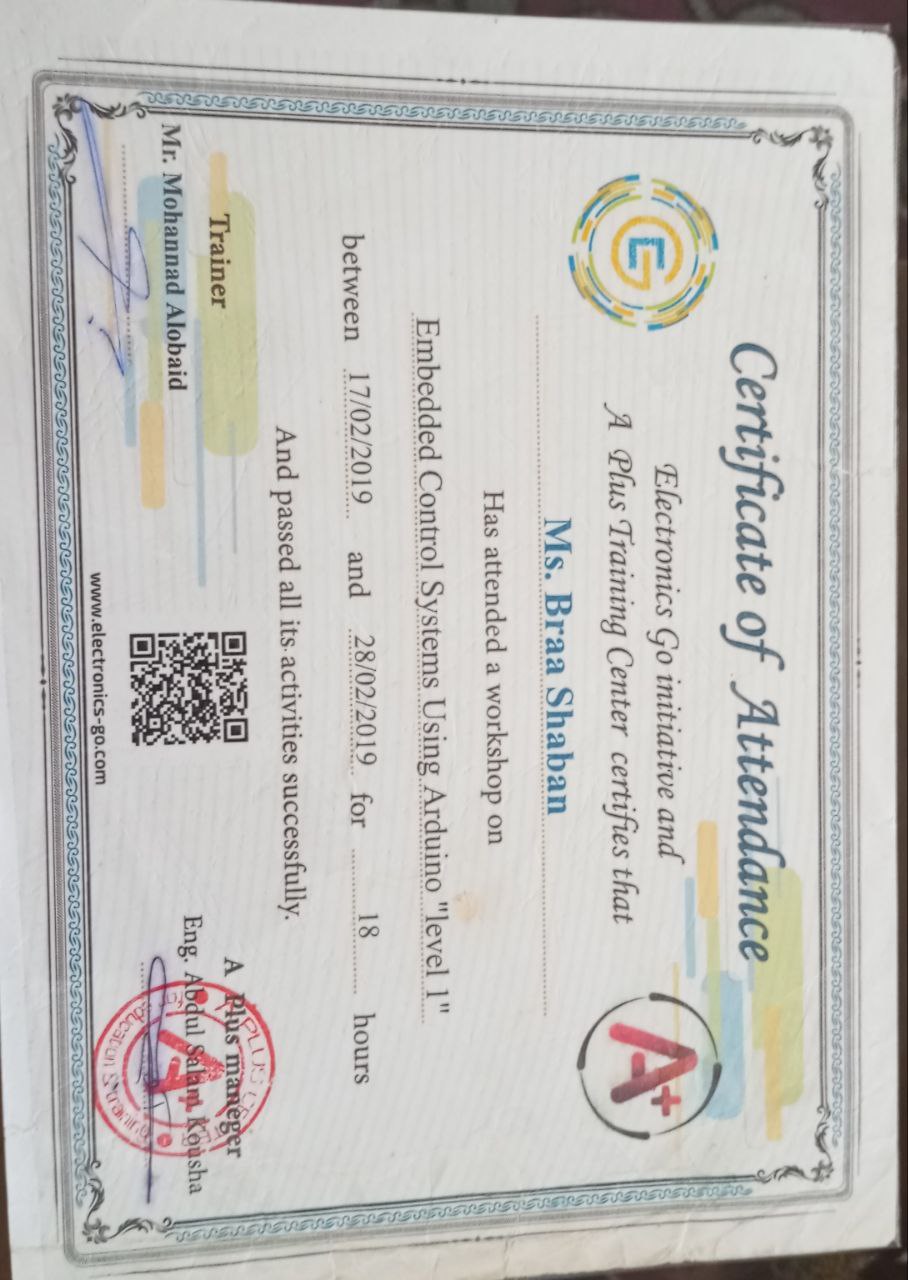 Certificate of Attendance
GE
A+
Electronics Go initiative and
A Plus Training Center certifies that
Ms. Braa Shaban
Has attended a workshop on
Embedded Control Systems Using Arduino "level 1"
between 17/02/2019 and 28/02/2019 for 18 hours
And passed all its activities successfully.
Trainer
Mr. Mohannad Alobaid
A Plus maneger
Eng. Abdul Salam Kousha
A PLUS CENTER
A+
for Education & training
www.electronics-go.com